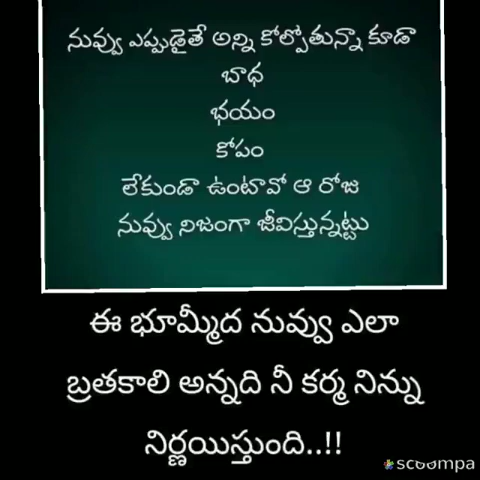 నువ్వు ఎప్పుడైతే అన్ని కోల్పోతున్నా కూడా
బాధ
భయం
కోపం
లేకుండా ఉంటావో ఆ రోజు
నువ్వు నిజంగా జీవిస్తున్నట్టు
ఈ భూమ్మీద నువ్వు ఎలా
బ్రతకాలి అన్నది నీ కర్మ నిన్ను
నిర్ణయిస్తుంది..!!
scoompa